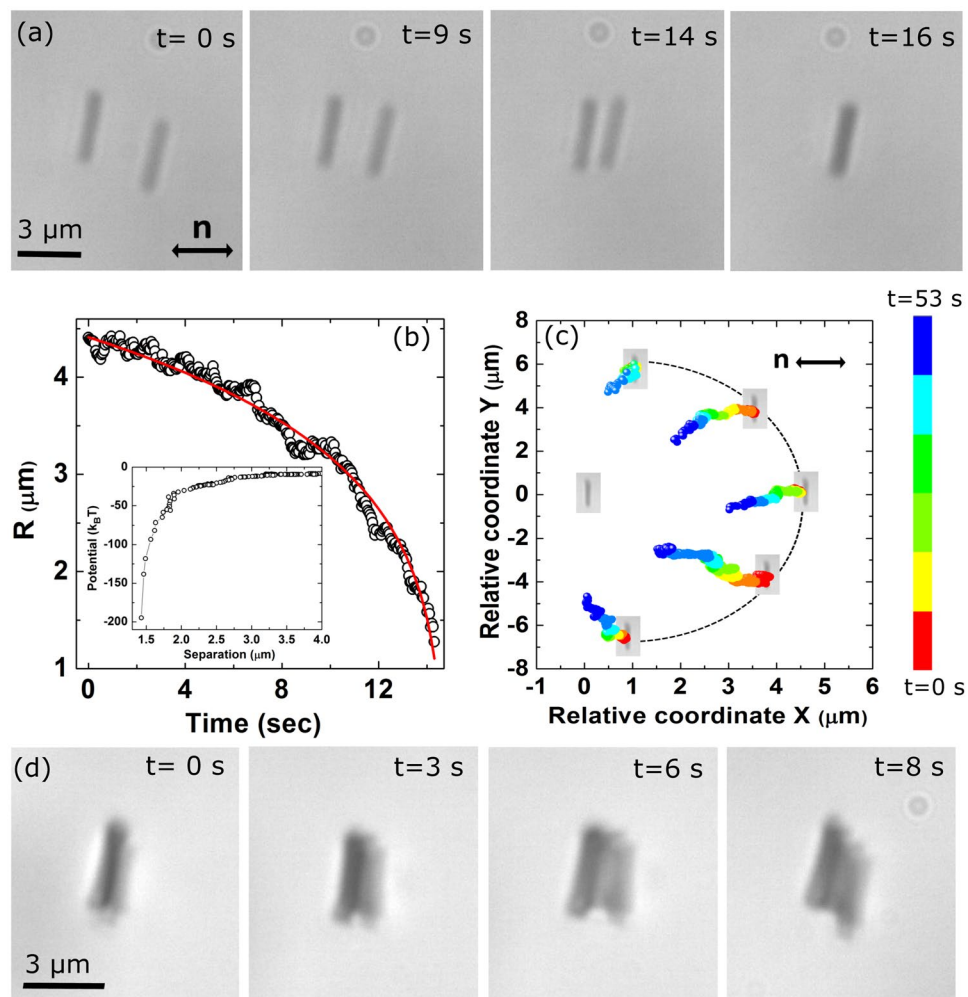 (a)
t= 0 s
t=9 s
t=14 s
t=16 s
3 μm
n
(b)
4
3
2
1
0
4
8
12
R (μm)
Time (sec)
0
-50
-100
-150
-200
1.5
2.0
2.5
3.0
3.5
4.0
Potential (kBT)
Separation (μm)
(c)
n
8
6
4
2
0
-2
-4
-6
-8
-1
0
1
2
3
4
5
6
Relative coordinate Y (μm)
Relative coordinate X (μm)
t=53 s
t=0 s
(d)
t= 0 s
t=3 s
t=6 s
t=8 s
3 μm